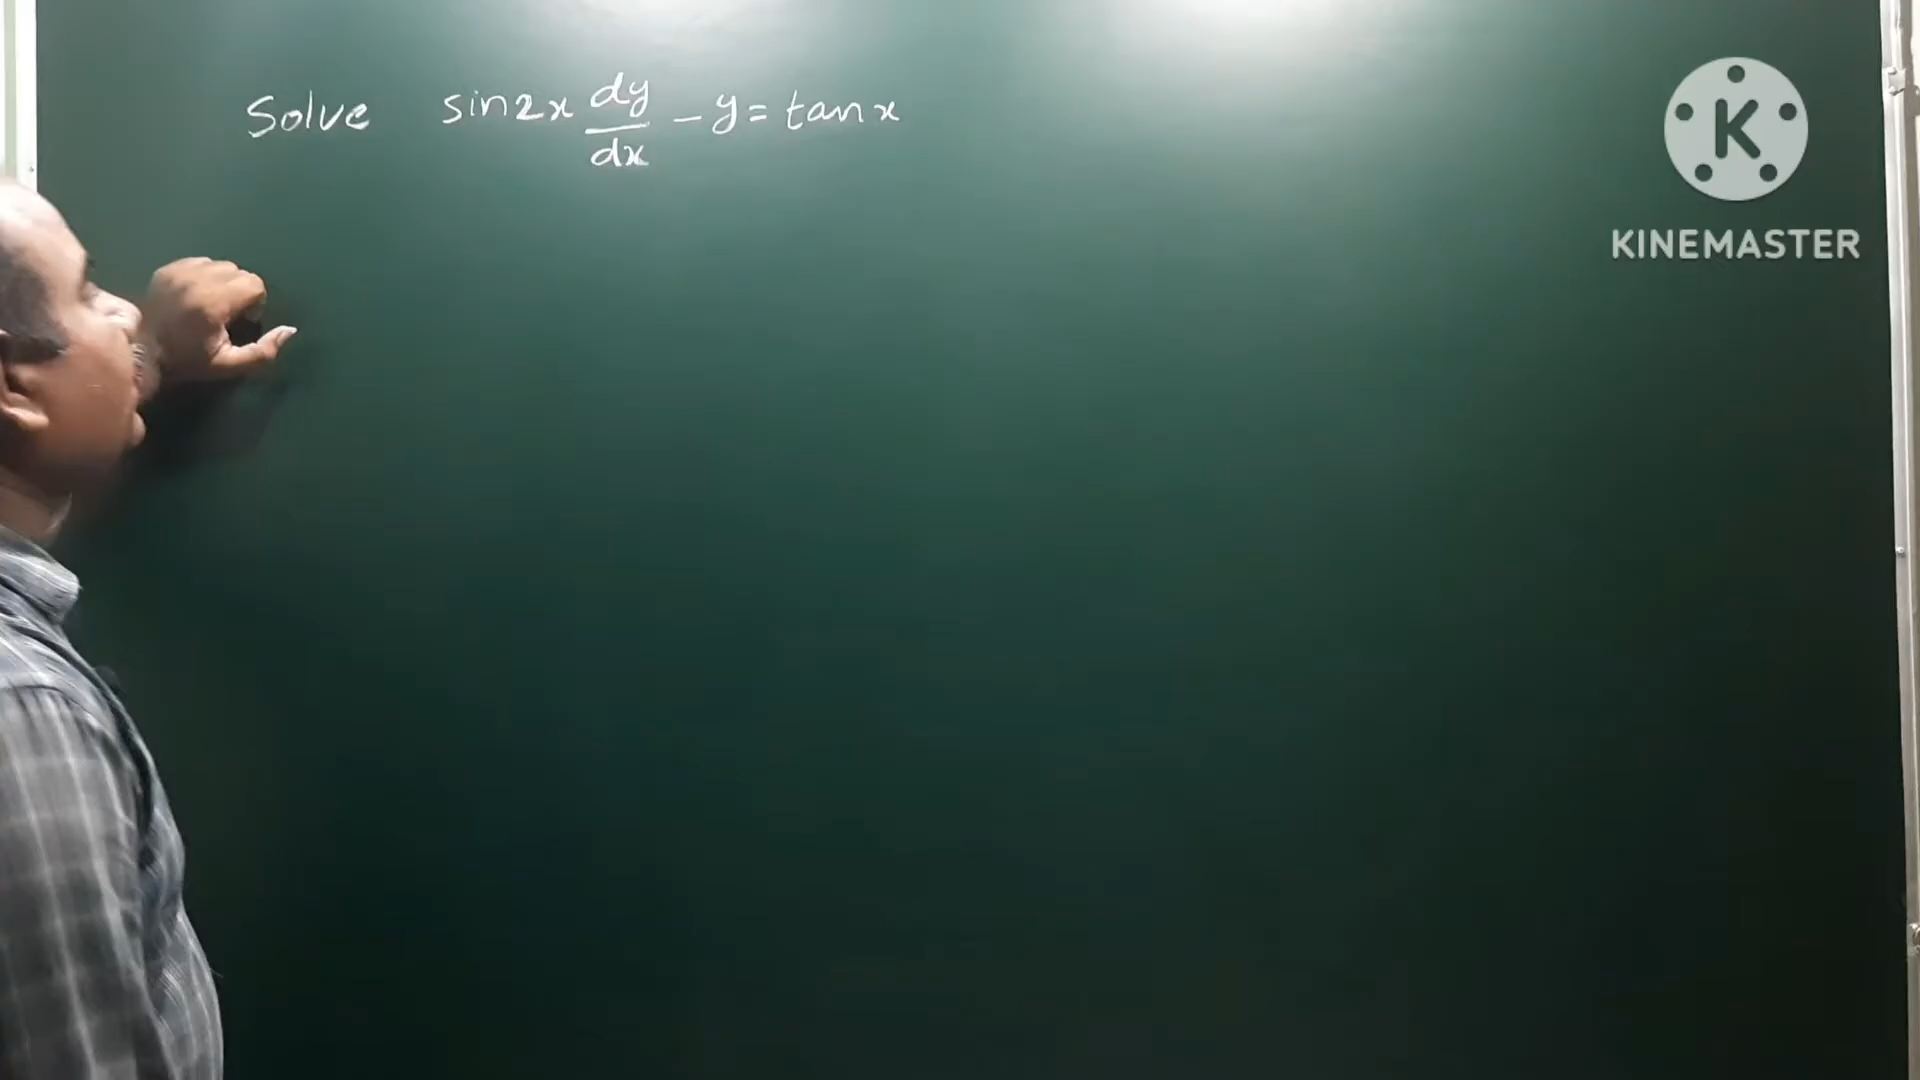 Solve sin2x dy/dx - y = tan x
K
KINEMASTER